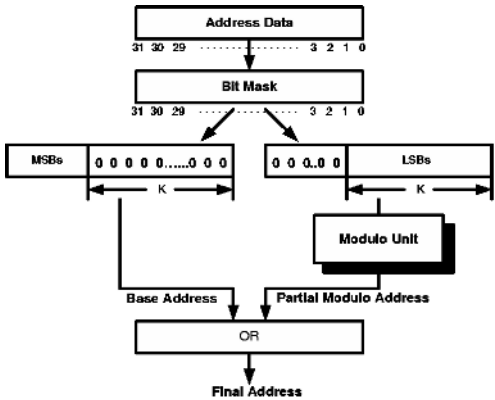 Address Data
31 30 29 .................... 3 2 1 0
Bit Mask
31 30 29 .................... 3 2 1 0
MSBs 0 0 0 0 0......0 0 0
0 0 0..0 0 LSBs
K
K
Modulo Unit
Base Address
Partial Modulo Address
OR
Final Address